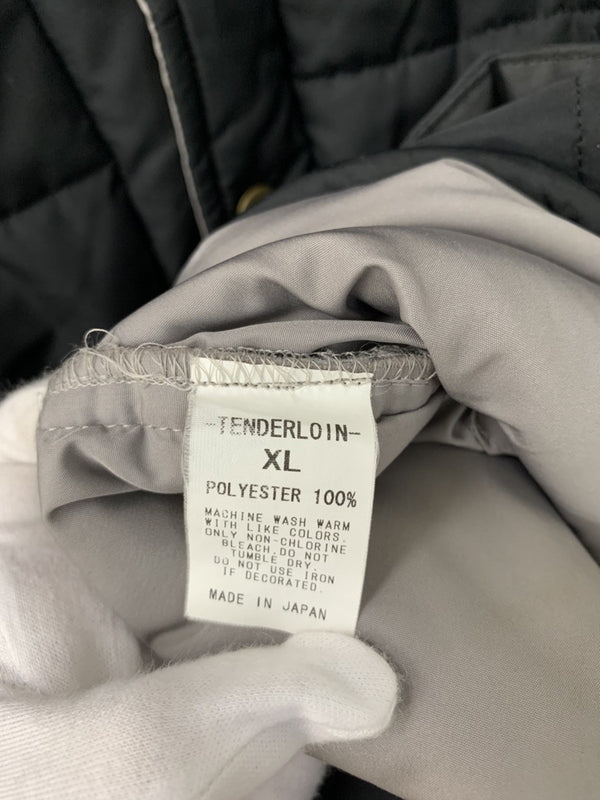 -TENDERLOIN-
XL
POLYESTER 100%
MACHINE WASH WARM
WITH LIKE COLORS.
ONLY NON-CHLORINE
BLEACH.DO NOT
TUMBLE DRY.
DO NOT USE IRON
IF DECORATED.
MADE IN JAPAN